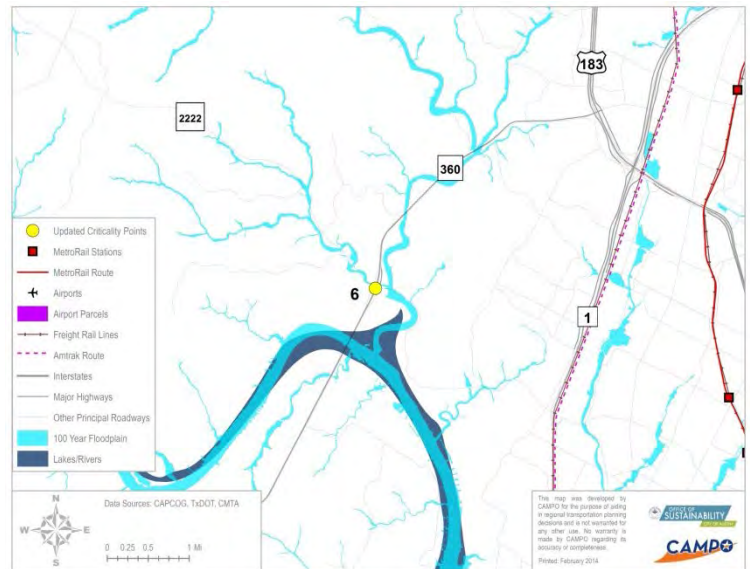 183
2222
360
6
1
Updated Criticality Points
MetroRail Stations
MetroRail Route
Airports
Airport Parcels
Freight Rail Lines
Amtrak Route
Interstates
Major Highways
Other Principal Roadways
100 Year Floodplain
Lakes/Rivers
N
W E
S
Data Sources: CAPCOG, TxDOT, CMTA
0 0.25 0.5 1 Mi
This map was developed by
CAMPO for the purpose of aiding
in regional transportation planning
decisions and is not warranted for
any other use. No warranty is
made by CAMPO regarding its
accuracy or completeness.
Printed: February 2014
OFFICE OF
SUSTAINABILITY
CAMPO